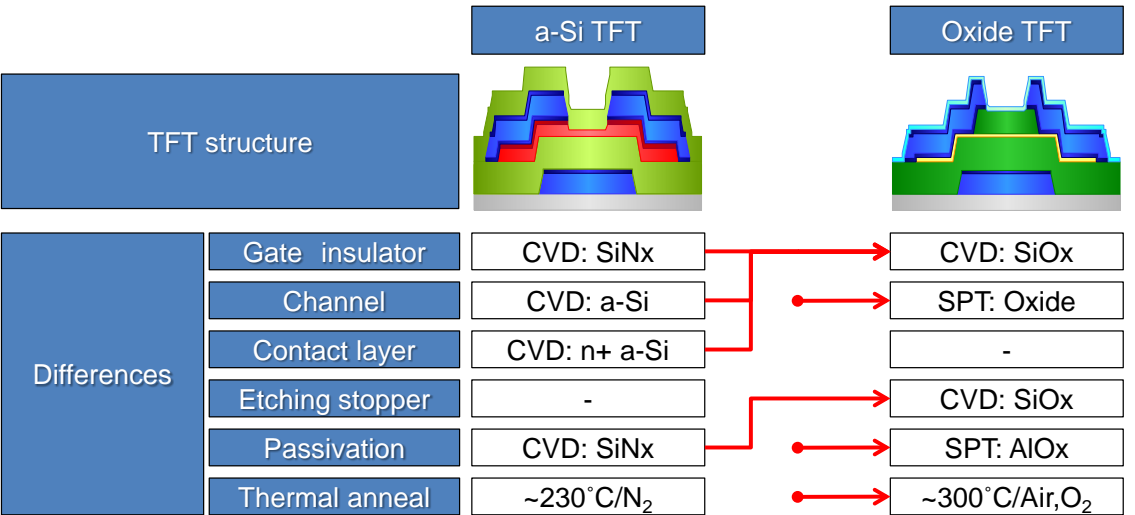 a-Si TFT Oxide TFT
TFT structure
Differences
Gate insulator CVD: SiNx CVD: SiOx
Channel CVD: a-Si SPT: Oxide
Contact layer CVD: n+ a-Si -
Etching stopper - CVD: SiOx
Passivation CVD: SiNx SPT: AlOx
Thermal anneal ~230˚C/N₂ ~300˚C/Air,O₂